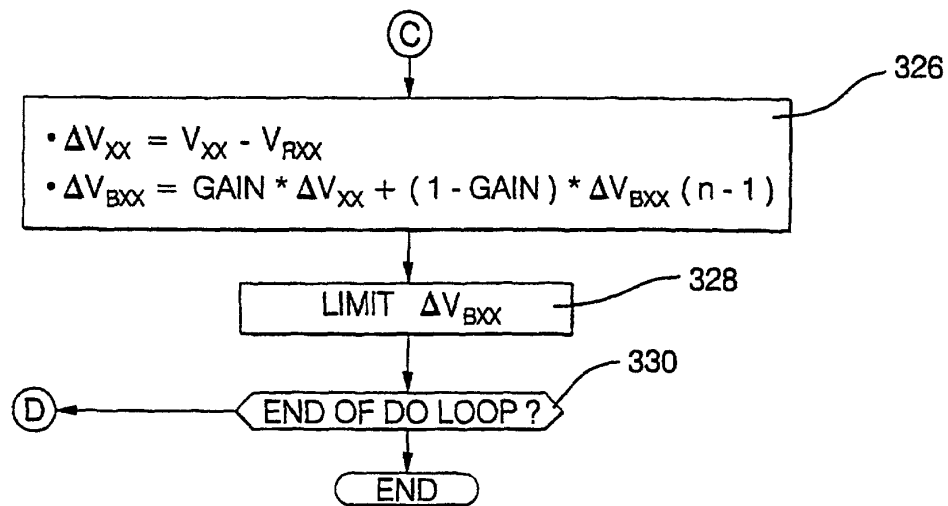 C
326
• ΔV_XX = V_XX - V_RXX
• ΔV_BXX = GAIN * ΔV_XX + ( 1 - GAIN ) * ΔV_BXX ( n - 1 )
328
LIMIT ΔV_BXX
330
D
END OF DO LOOP ?
END